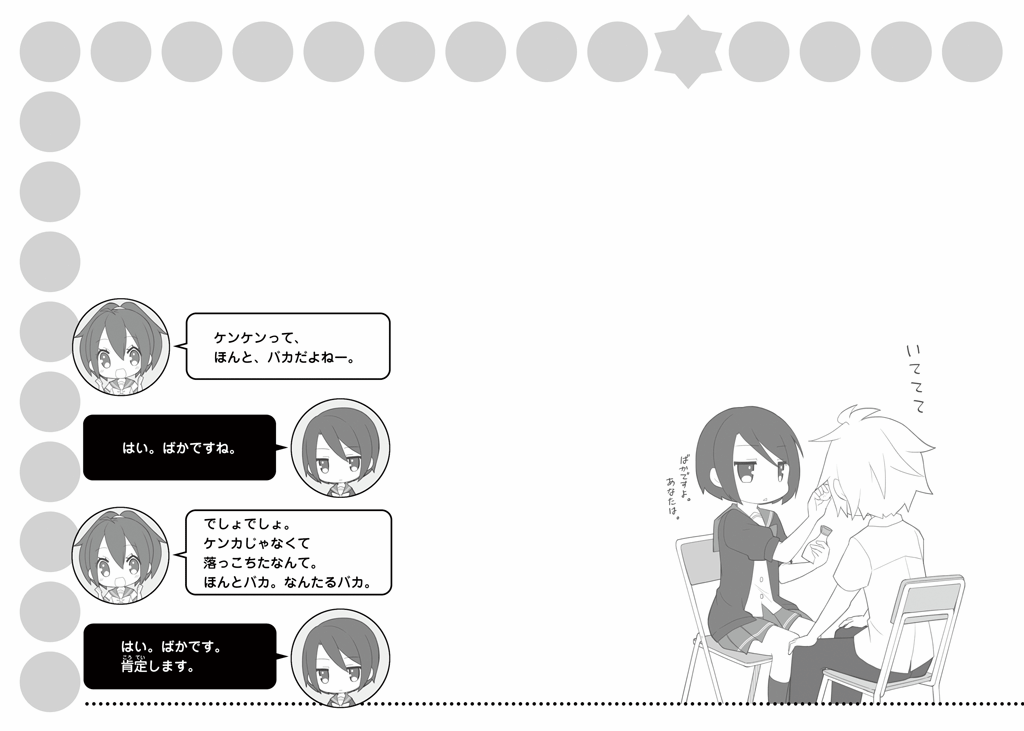 ケンケンって、
ほんと、バカだよねー。
はい。ばかですね。
でしょでしょ。
ケンカじゃなくて
落っこちたなんて。
ほんとバカ。なんたるバカ。
はい。ばかです。
こう てい
肯定します。
いててて
ばかですよ。
あなたは。